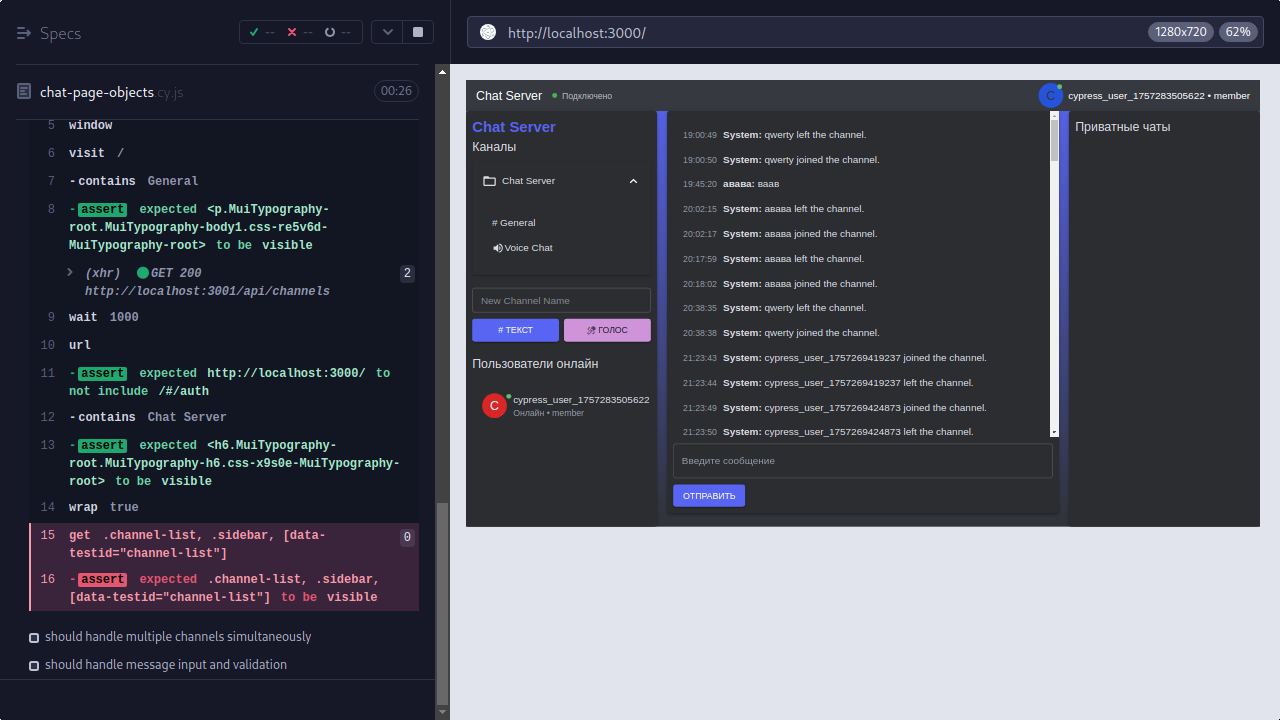 Specs
--
--
--
chat-page-objects.cy.js
00:26
5 window
6 visit /
7 -contains General
8 -assert expected <p.MuiTypography-
root.MuiTypography-body1.css-re5v6d-
MuiTypography-root> to be visible
(xhr) GET 200
2
http://localhost:3001/api/channels
9 wait 1000
10 url
11 -assert expected http://localhost:3000/ to
not include /#/auth
12 -contains Chat Server
13 -assert expected <h6.MuiTypography-
root.MuiTypography-h6.css-x9s0e-MuiTypography-
root> to be visible
14 wrap true
15 get .channel-list, .sidebar, [data-
testid="channel-list"]
0
16 -assert expected .channel-list, .sidebar,
[data-testid="channel-list"] to be visible
should handle multiple channels simultaneously
should handle message input and validation
http://localhost:3000/
1280x720
62%
Chat Server
Подключено
C
cypress_user_1757283505622 • member
Chat Server
Каналы
Chat Server
# General
Voice Chat
New Channel Name
# ТЕКСТ
ГОЛОС
Пользователи онлайн
C
cypress_user_1757283505622
Онлайн • member
19:00:49 System: qwerty left the channel.
19:00:50 System: qwerty joined the channel.
19:45:20 авава: ваав
20:02:15 System: авава left the channel.
20:02:17 System: авава joined the channel.
20:17:59 System: авава left the channel.
20:18:02 System: авава joined the channel.
20:38:35 System: qwerty left the channel.
20:38:38 System: qwerty joined the channel.
21:23:43 System: cypress_user_1757269419237 joined the channel.
21:23:44 System: cypress_user_1757269419237 left the channel.
21:23:49 System: cypress_user_1757269424873 joined the channel.
21:23:50 System: cypress_user_1757269424873 left the channel.
Введите сообщение
ОТПРАВИТЬ
Приватные чаты